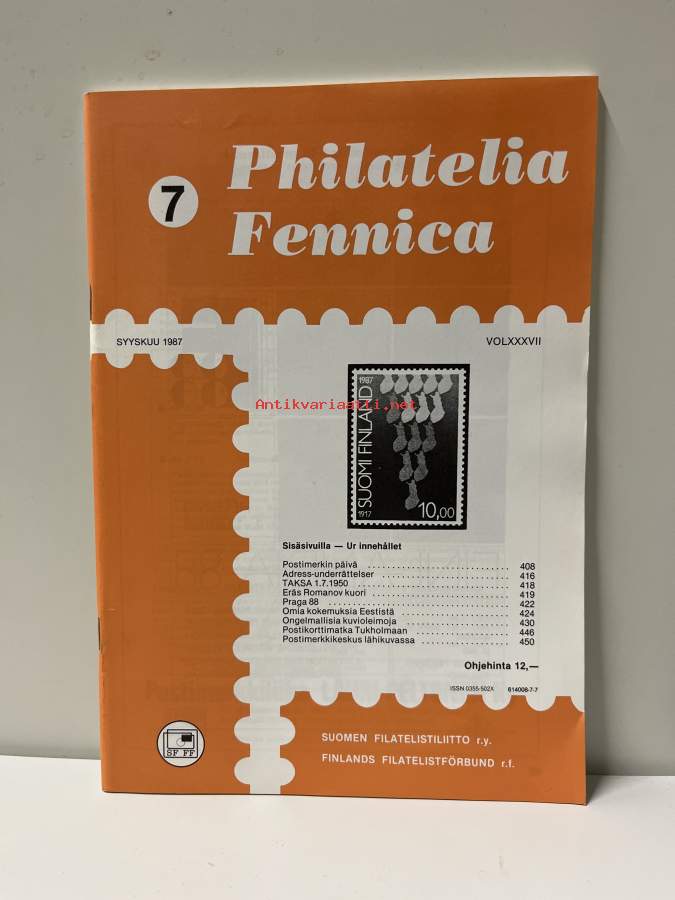 7
Philatelia
Fennica
SYYSKUU 1987
VOLXXXVII
Antikvariaatti.net
1987
SUOMI FINLAND
1917
10,00
Sisäsivuilla — Ur innehållet
Postimerkin päivä ........ 408
Adress-underrättelser ........ 416
TAKSA 1.7.1950 ........ 418
Eräs Romanov kuori ........ 419
Praga 88 ........ 422
Omia kokemuksia Eestistä ........ 424
Ongelmallisia kuvioleimoja ........ 430
Postikorttimatka Tukholmaan ........ 446
Postimerkkikeskus lähikuvassa ........ 450
Ohjehinta 12,—
ISSN 0355-502X 614008-7-7
SF FF
SUOMEN FILATELISTILIITTO r.y.
FINLANDS FILATELISTFÖRBUND r.f.